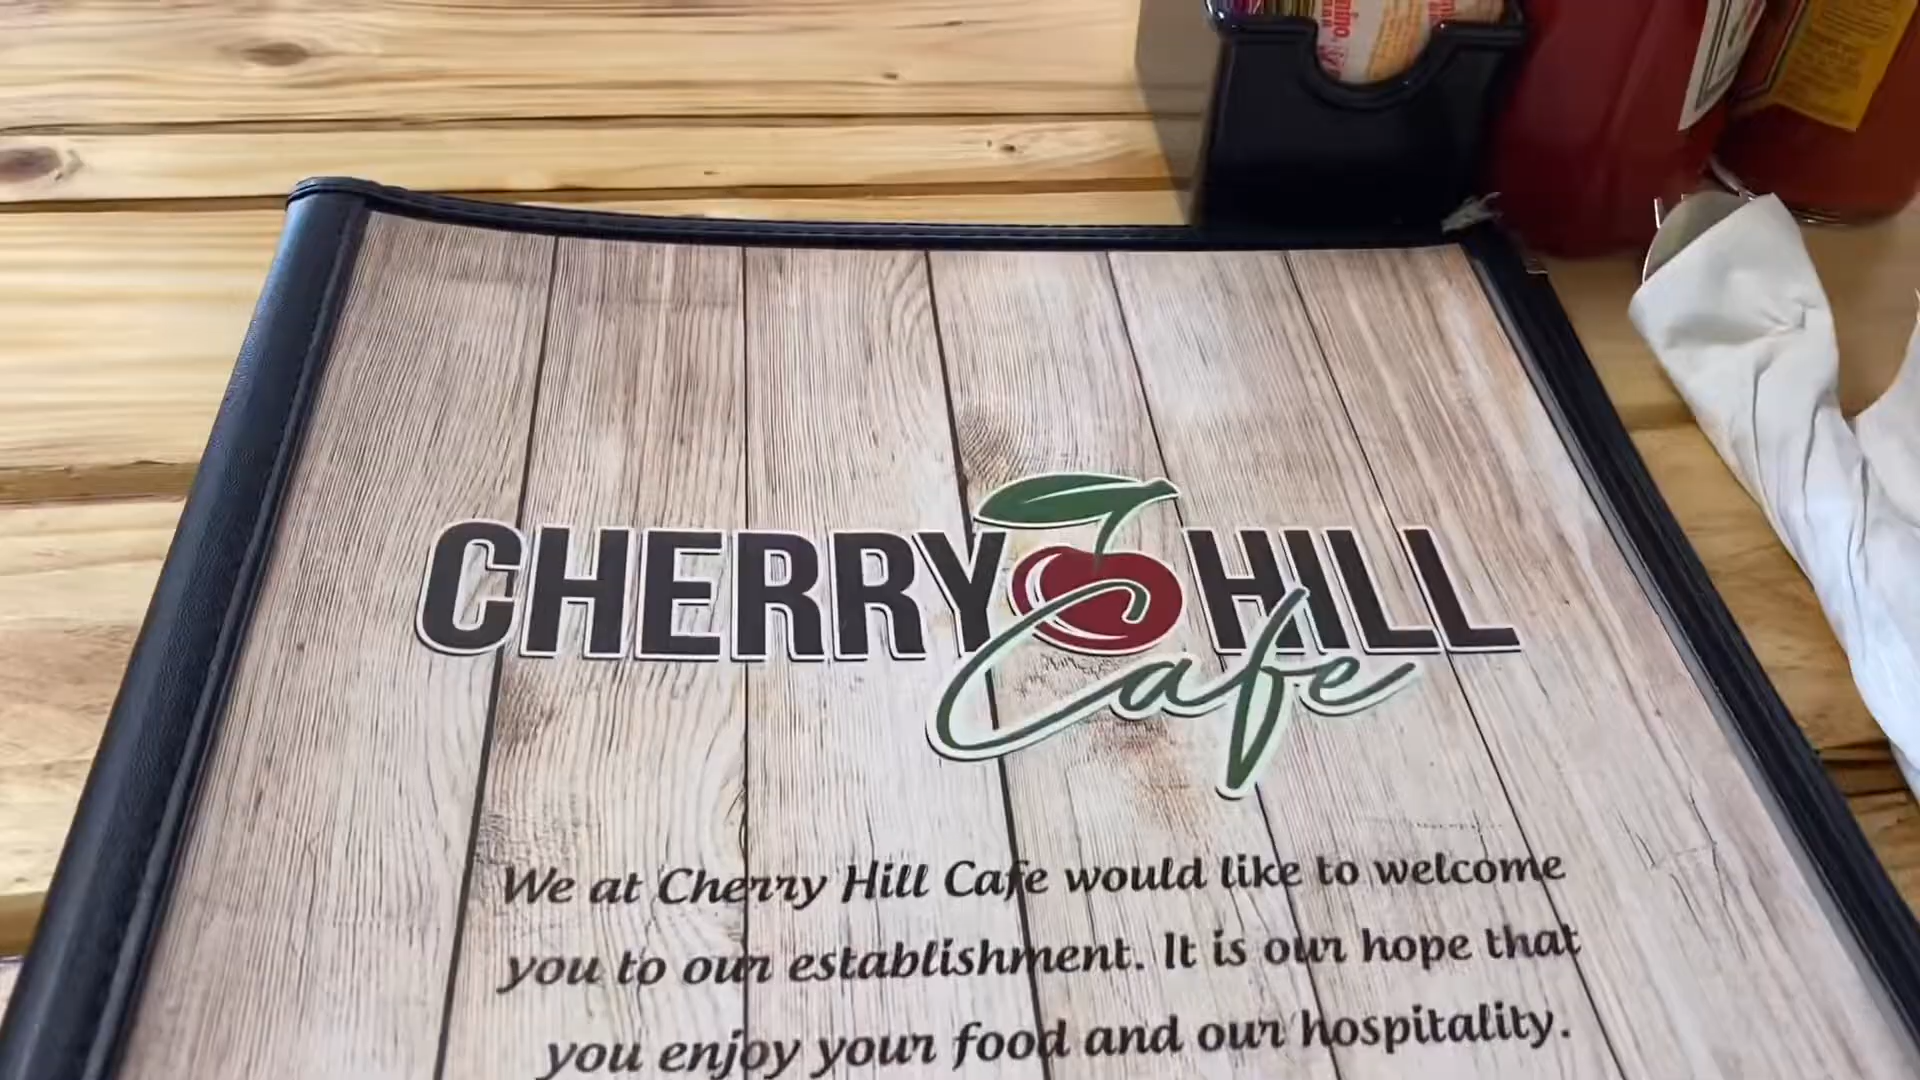 CHERRY HILL
Cafe
We at Cherry Hill Cafe would like to welcome
you to our establishment. It is our hope that
you enjoy your food and our hospitality.